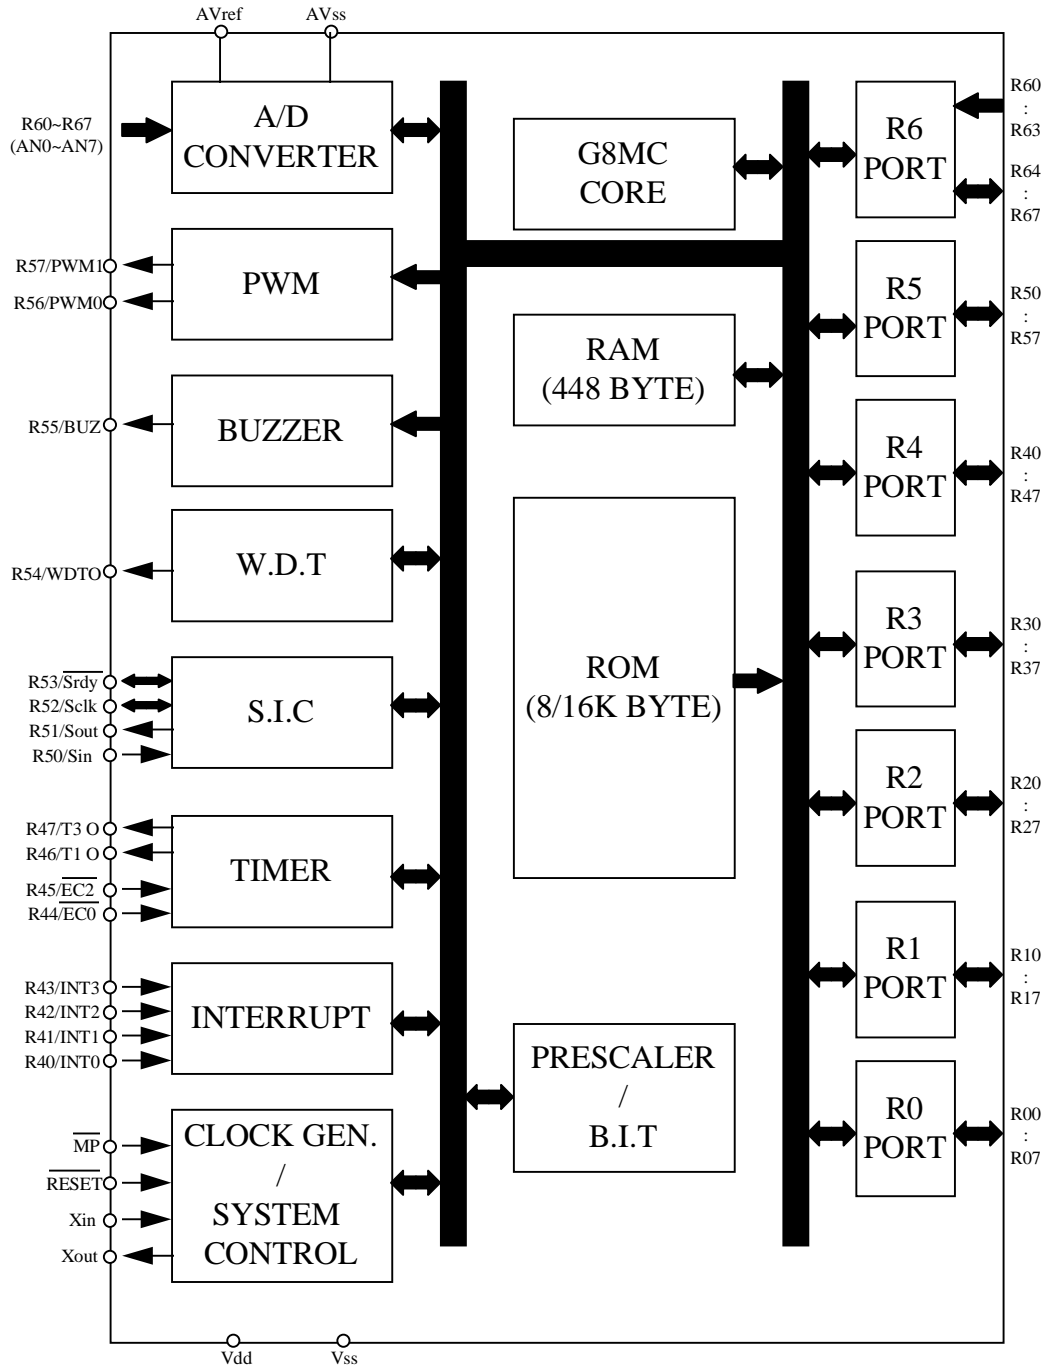 AVref
AVss
R60~R67
(AN0~AN7)
A/D
CONVERTER
R57/PWM1
R56/PWM0
PWM
R55/BUZ
BUZZER
R54/WDTO
W.D.T
R53/Srdy
R52/Sclk
R51/Sout
R50/Sin
S.I.C
R47/T3 O
R46/T1 O
R45/EC2
R44/EC0
TIMER
R43/INT3
R42/INT2
R41/INT1
R40/INT0
INTERRUPT
MP
RESET
Xin
Xout
CLOCK GEN.
/
SYSTEM
CONTROL
Vdd
Vss
G8MC
CORE
RAM
(448 BYTE)
ROM
(8/16K BYTE)
PRESCALER
/
B.I.T
R6
PORT
R60
:
R63
R64
:
R67
R5
PORT
R50
:
R57
R4
PORT
R40
:
R47
R3
PORT
R30
:
R37
R2
PORT
R20
:
R27
R1
PORT
R10
:
R17
R0
PORT
R00
:
R07